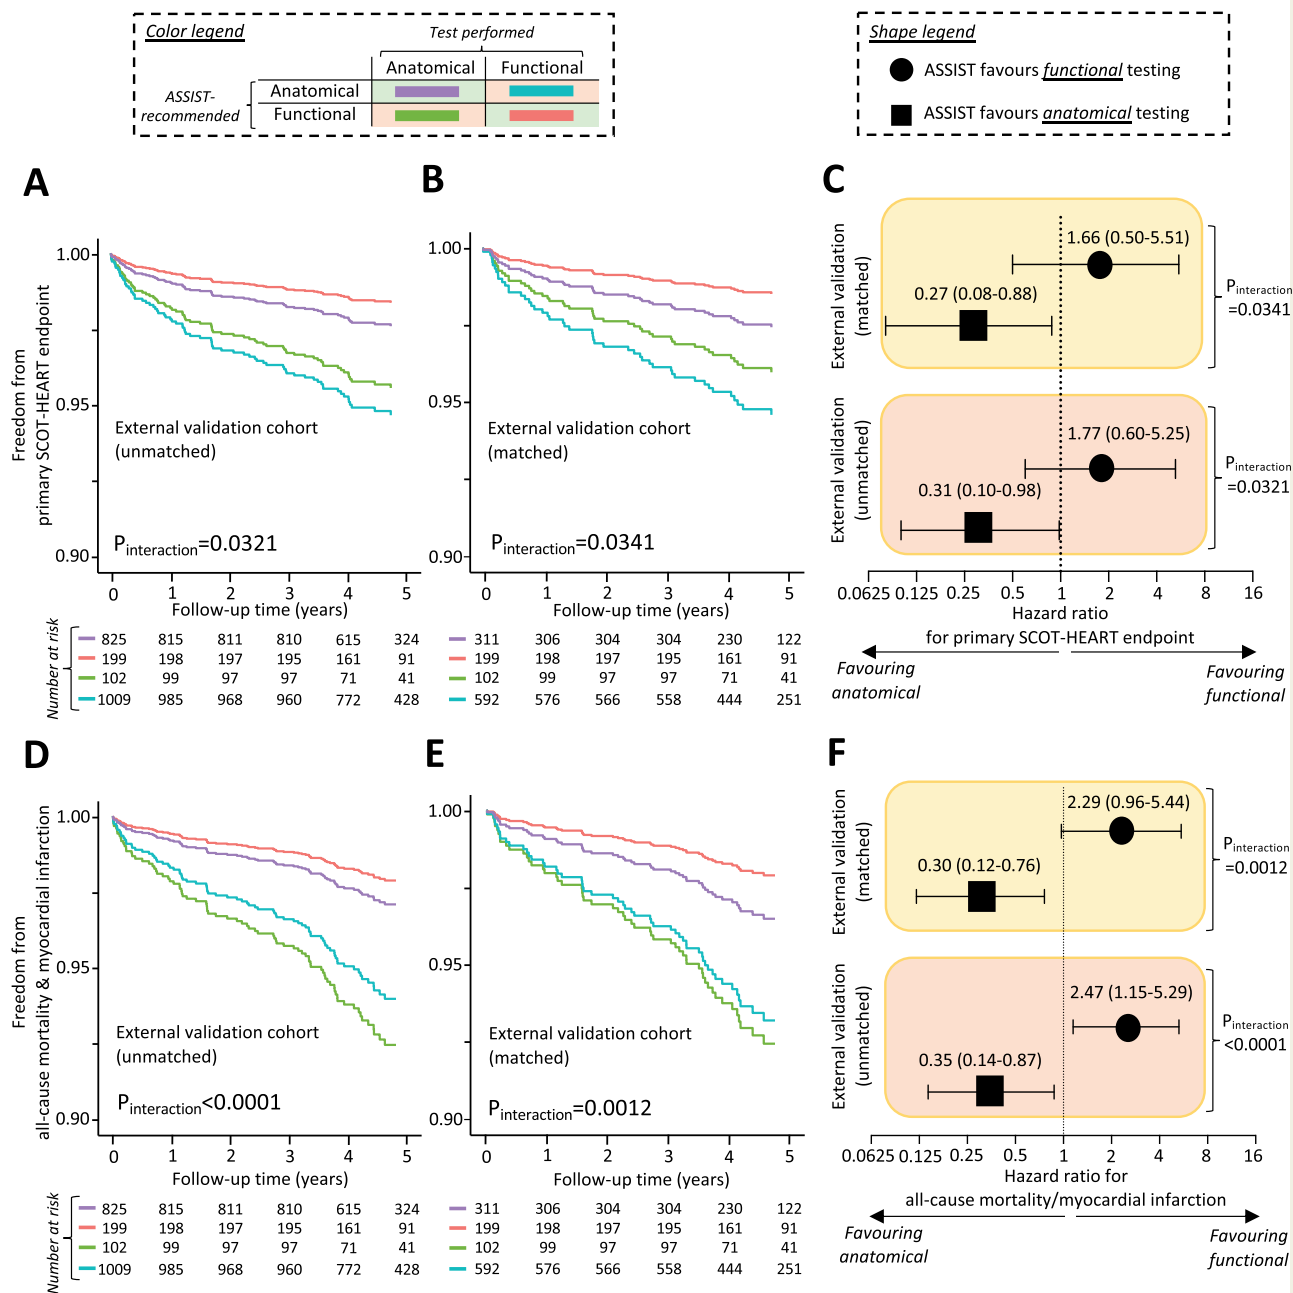 Color legend
Test performed
Anatomical Functional
ASSIST-
recommended
Anatomical
Functional
Shape legend
ASSIST favours functional testing
ASSIST favours anatomical testing
A
Freedom from
primary SCOT-HEART endpoint
1.00
0.95
0.90
External validation cohort
(unmatched)
Pinteraction=0.0321
0 1 2 3 4 5
Follow-up time (years)
Number at risk
825 815 811 810 615 324
199 198 197 195 161 91
102 99 97 97 71 41
1009 985 968 960 772 428
B
1.00
0.95
0.90
External validation cohort
(matched)
Pinteraction=0.0341
0 1 2 3 4 5
Follow-up time (years)
311 306 304 304 230 122
199 198 197 195 161 91
102 99 97 97 71 41
592 576 566 558 444 251
C
External validation
(matched)
1.66 (0.50-5.51)
0.27 (0.08-0.88)
Pinteraction
=0.0341
External validation
(unmatched)
1.77 (0.60-5.25)
0.31 (0.10-0.98)
Pinteraction
=0.0321
0.0625 0.125 0.25 0.5 1 2 4 8 16
Hazard ratio
for primary SCOT-HEART endpoint
Favouring
anatomical
Favouring
functional
D
Freedom from
all-cause mortality & myocardial infarction
1.00
0.95
0.90
External validation cohort
(unmatched)
Pinteraction<0.0001
0 1 2 3 4 5
Follow-up time (years)
Number at risk
825 815 811 810 615 324
199 198 197 195 161 91
102 99 97 97 71 41
1009 985 968 960 772 428
E
1.00
0.95
0.90
External validation cohort
(matched)
Pinteraction=0.0012
0 1 2 3 4 5
Follow-up time (years)
311 306 304 304 230 122
199 198 197 195 161 91
102 99 97 97 71 41
592 576 566 558 444 251
F
External validation
(matched)
2.29 (0.96-5.44)
0.30 (0.12-0.76)
Pinteraction
=0.0012
External validation
(unmatched)
2.47 (1.15-5.29)
0.35 (0.14-0.87)
Pinteraction
<0.0001
0.0625 0.125 0.25 0.5 1 2 4 8 16
Hazard ratio for
all-cause mortality/myocardial infarction
Favouring
anatomical
Favouring
functional